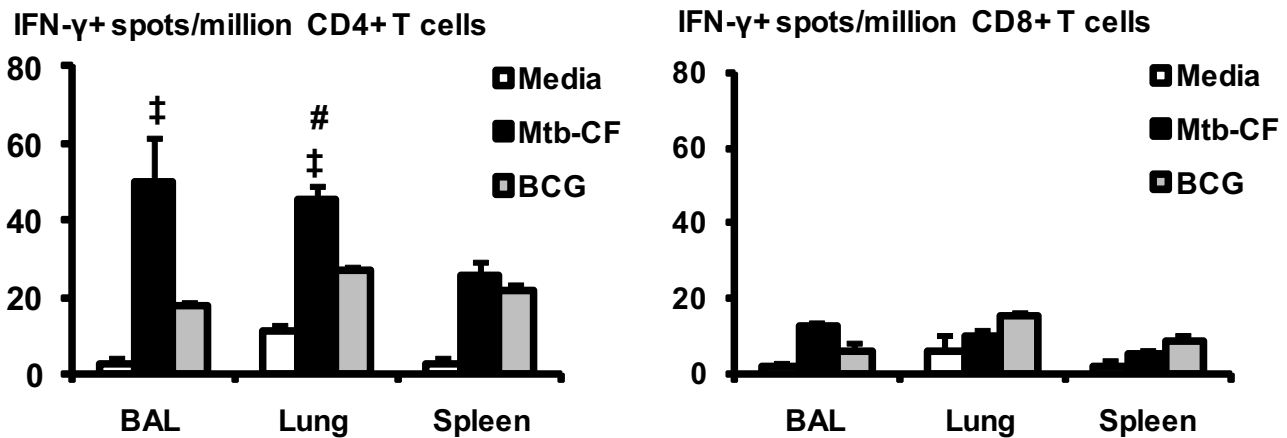 IFN-γ+ spots/million CD4+ T cells
80
60
40
20
0
‡
#
‡
Media
Mtb-CF
BCG
BAL Lung Spleen
IFN-γ+ spots/million CD8+ T cells
80
60
40
20
0
Media
Mtb-CF
BCG
BAL Lung Spleen